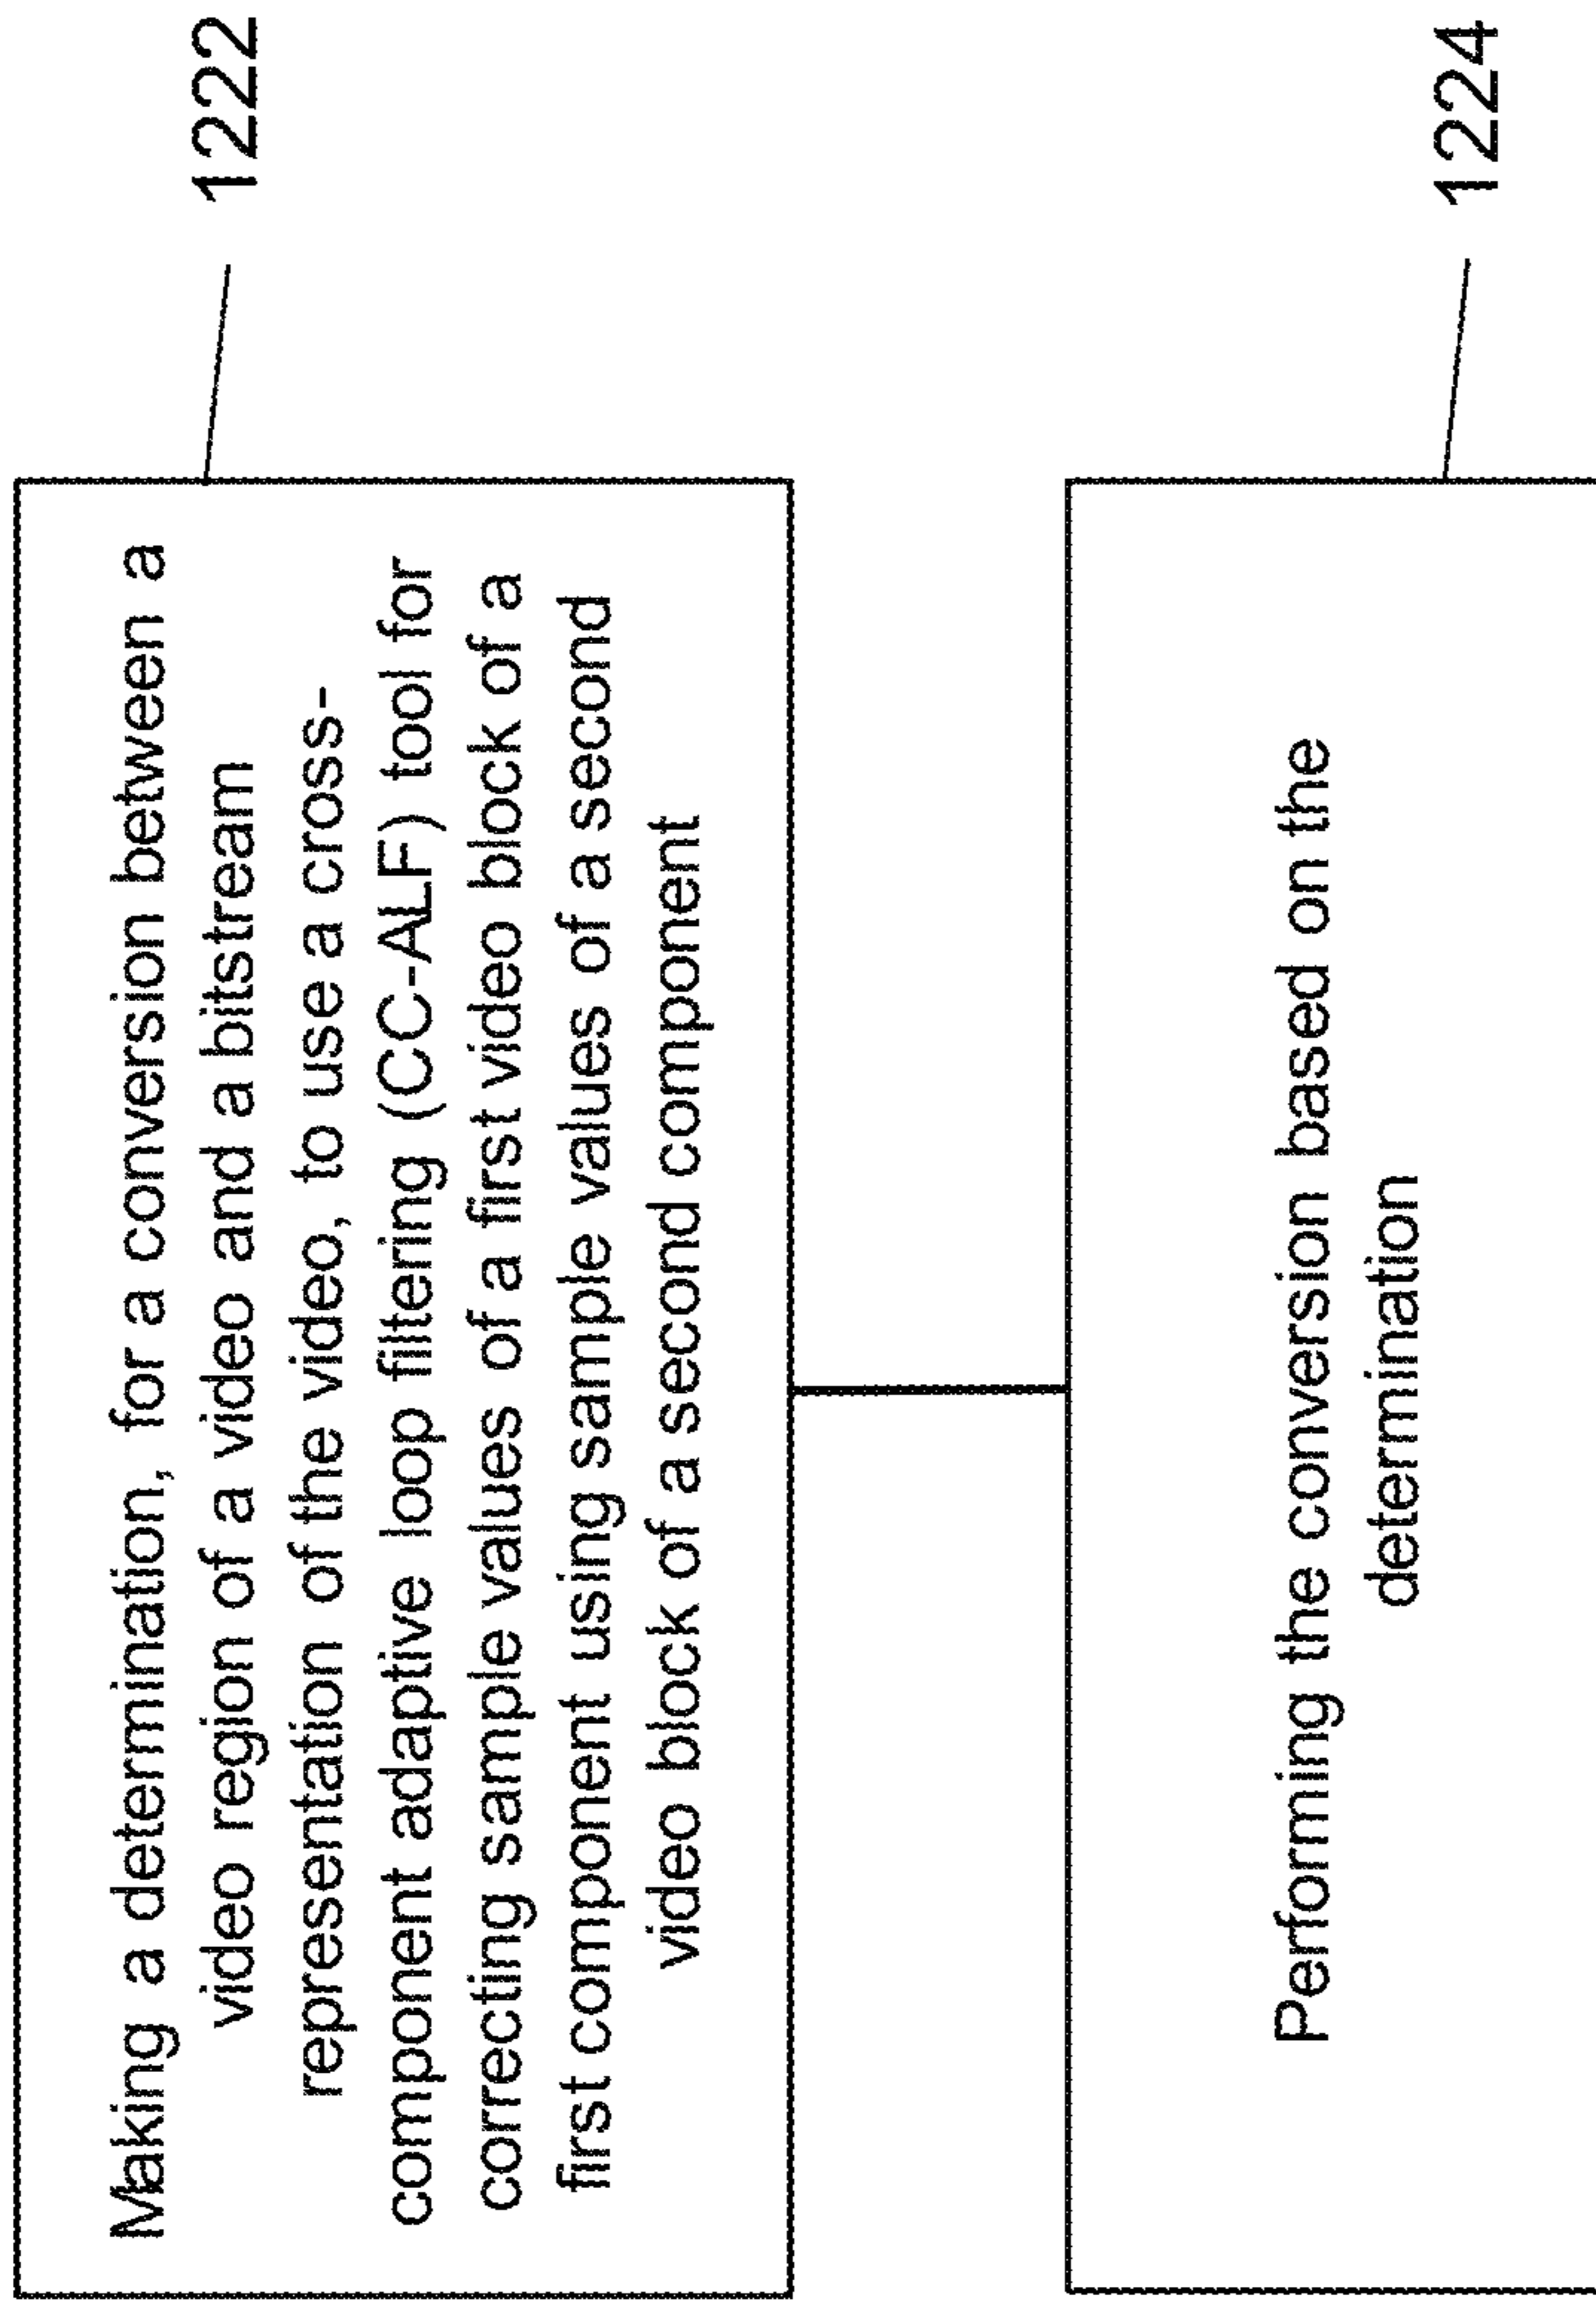 Making a determination, for a conversion between a
video region of a video and a bitstream
representation of the video, to use a cross-
component adaptive loop filtering (CC-ALF) tool for
correcting sample values of a first video block of a
first component using sample values of a second
video block of a second component
1222
Performing the conversion based on the
determination
1224